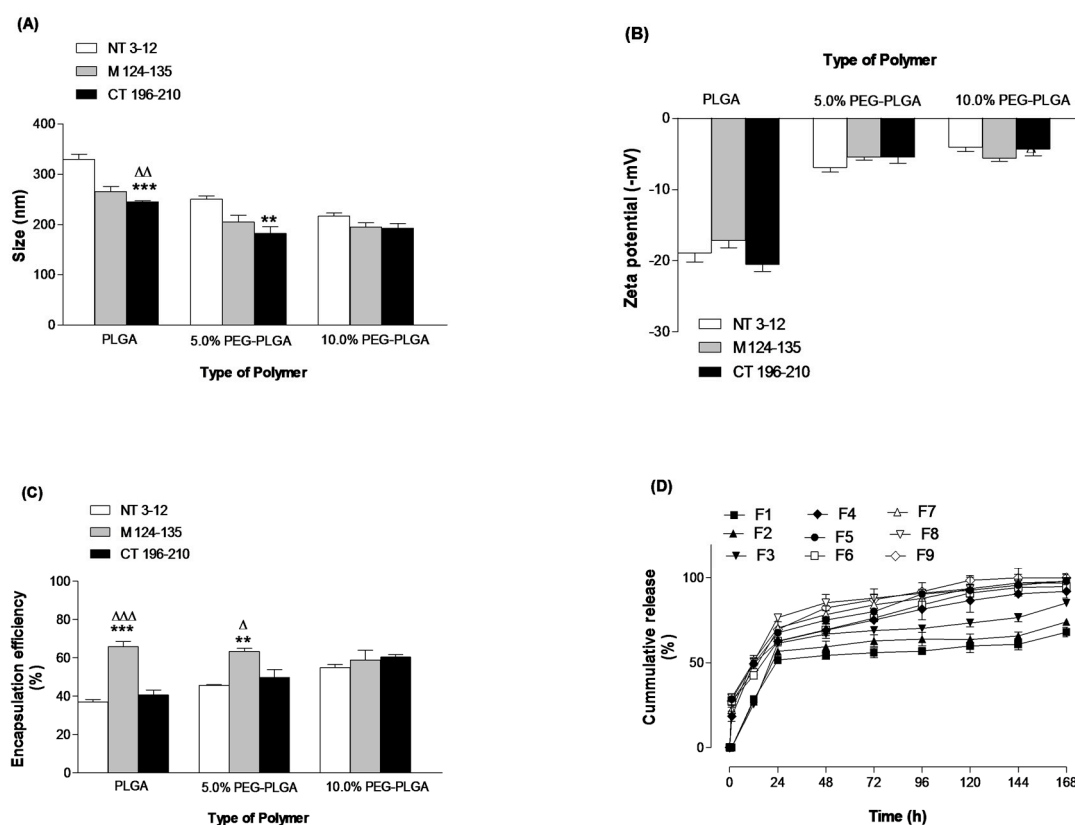 (A)
NT 3-12
M 124-135
CT 196-210
400
300
200
100
0
Size (nm)
ΔΔ
***
**
PLGA
5.0% PEG-PLGA
10.0% PEG-PLGA
Type of Polymer
(B)
Type of Polymer
PLGA
5.0% PEG-PLGA
10.0% PEG-PLGA
0
-10
-20
-30
Zeta potential (-mV)
NT 3-12
M 124-135
CT 196-210
(C)
NT 3-12
M 124-135
CT 196-210
100
80
60
40
20
0
Encapsulation efficiency
(%)
ΔΔΔ
***
Δ
**
PLGA
5.0% PEG-PLGA
10.0% PEG-PLGA
Type of Polymer
(D)
F1
F2
F3
F4
F5
F6
F7
F8
F9
100
50
0
Cummulative release
(%)
0 24 48 72 96 120 144 168
Time (h)